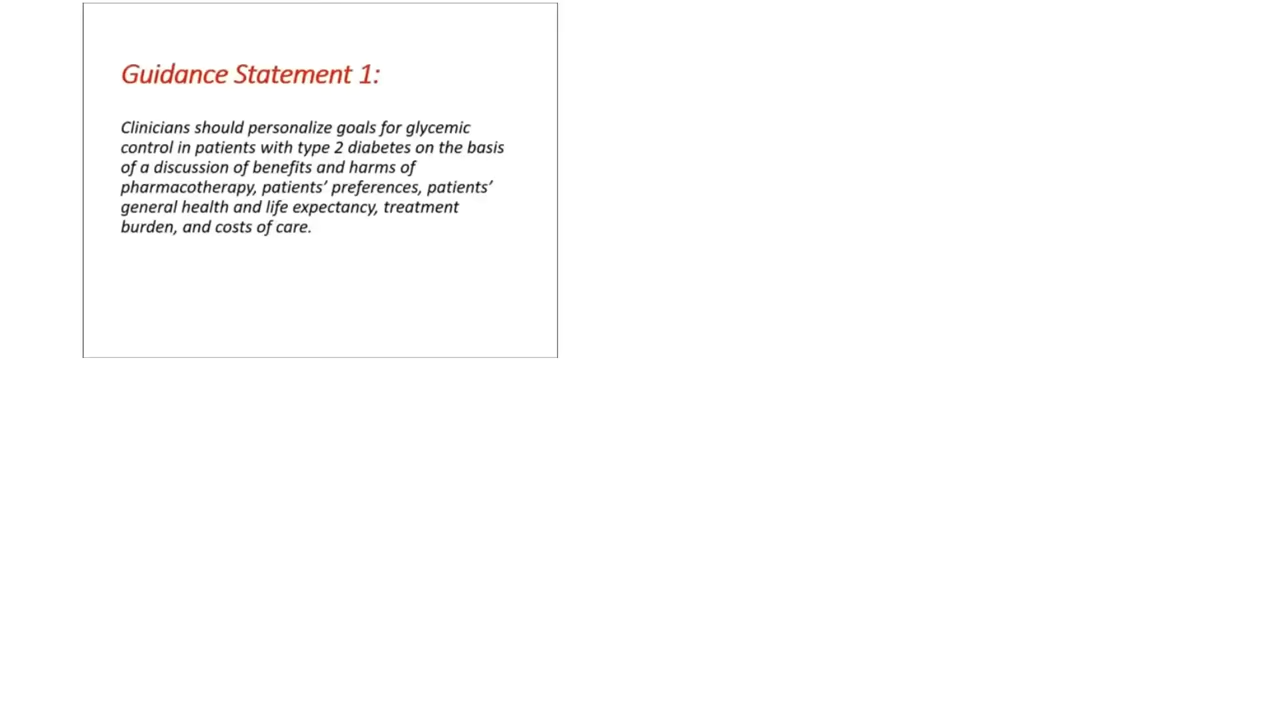 Guidance Statement 1:
Clinicians should personalize goals for glycemic
control in patients with type 2 diabetes on the basis
of a discussion of benefits and harms of
pharmacotherapy, patients’ preferences, patients’
general health and life expectancy, treatment
burden, and costs of care.